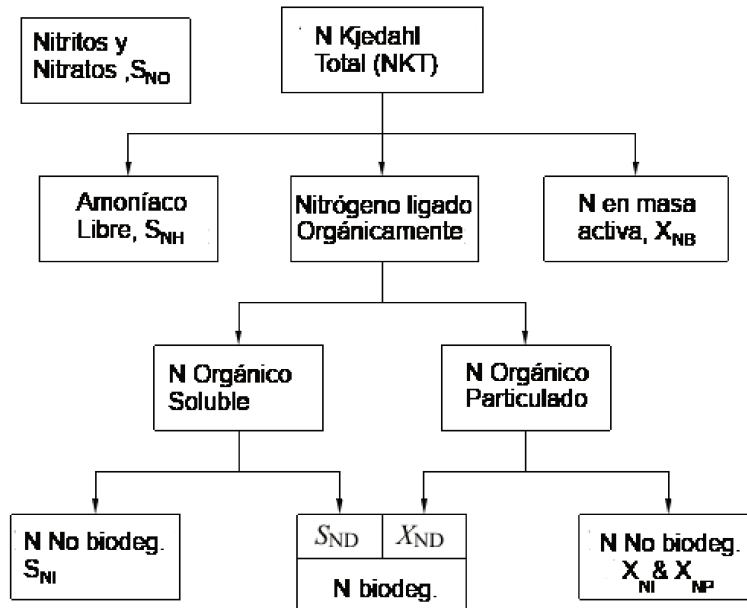 Nitritos y
Nitratos ,S_NO
N Kjedahl
Total (NKT)
Amoníaco
Libre, S_NH
Nitrógeno ligado
Orgánicamente
N en masa
activa, X_NB
N Orgánico
Soluble
N Orgánico
Particulado
N No biodeg.
S_NI
S_ND X_ND
N biodeg.
N No biodeg.
X_NI & X_NP